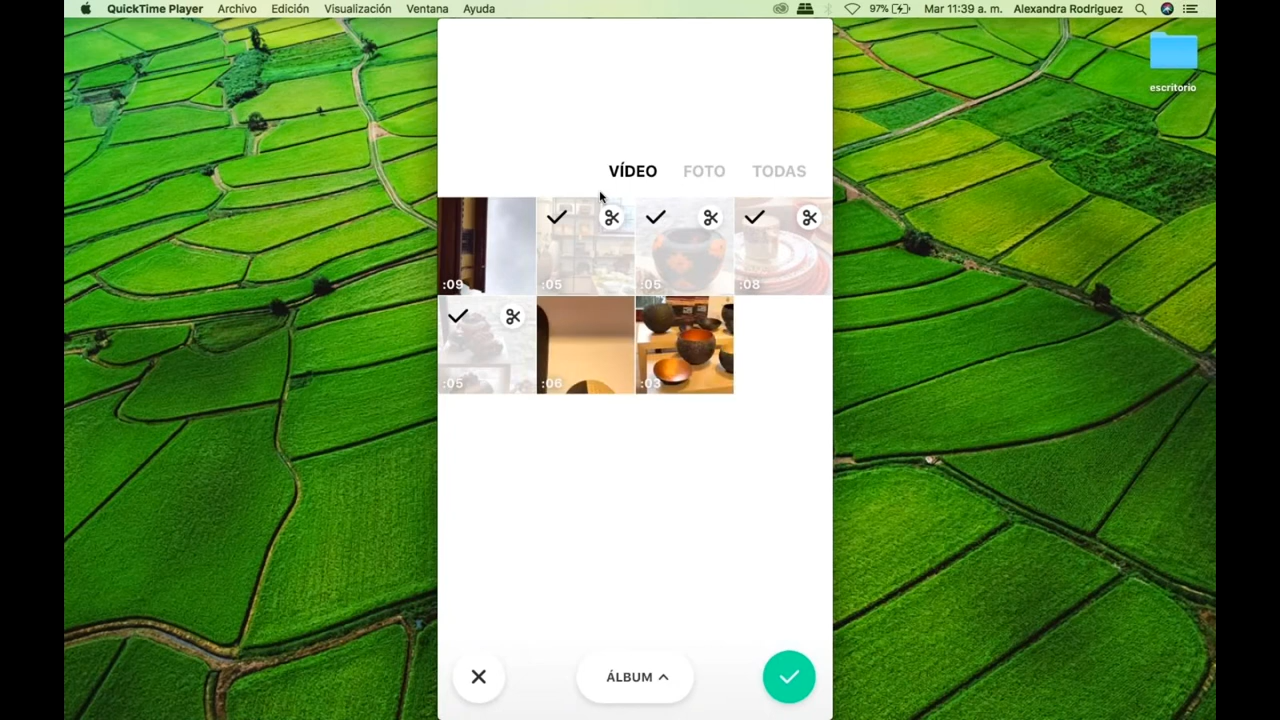 QuickTime Player Archivo Edición Visualización Ventana Ayuda 97% Mar 11:39 a. m. Alexandra Rodriguez
escritorio
VÍDEO FOTO TODAS
:09 :05 :05 :08
:05 :06 :03
ÁLBUM